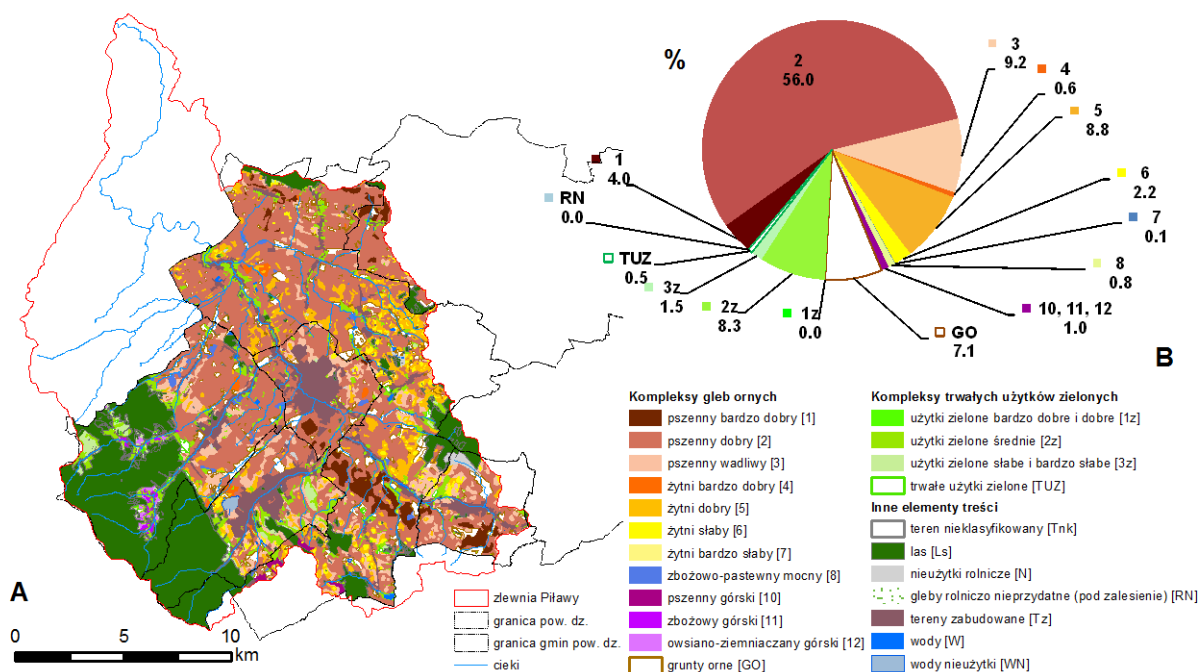 %
2
56.0
3
9.2
4
0.6
5
8.8
6
2.2
7
0.1
8
0.8
10, 11, 12
1.0
GO
7.1
1z
0.0
2z
8.3
3z
1.5
TUZ
0.5
RN
0.0
1
4.0
B
A
0 5 10
km
zlewnia Piławy
granica pow. dz.
granica gmin pow. dz.
cieki
Kompleksy gleb ornych
pszenny bardzo dobry [1]
pszenny dobry [2]
pszenny wadliwy [3]
żytni bardzo dobry [4]
żytni dobry [5]
żytni słaby [6]
żytni bardzo słaby [7]
zbożowo-pastewny mocny [8]
pszenny górski [10]
zbożowy górski [11]
owsiano-ziemniaczany górski [12]
grunty orne [GO]
Kompleksy trwałych użytków zielonych
użytki zielone bardzo dobre i dobre [1z]
użytki zielone średnie [2z]
użytki zielone słabe i bardzo słabe [3z]
trwałe użytki zielone [TUZ]
Inne elementy treści
teren nieklasyfikowany [Tnk]
las [Ls]
nieużytki rolnicze [N]
gleby rolniczo nieprzydatne (pod zalesienie) [RN]
tereny zabudowane [Tz]
wody [W]
wody nieużytki [WN]